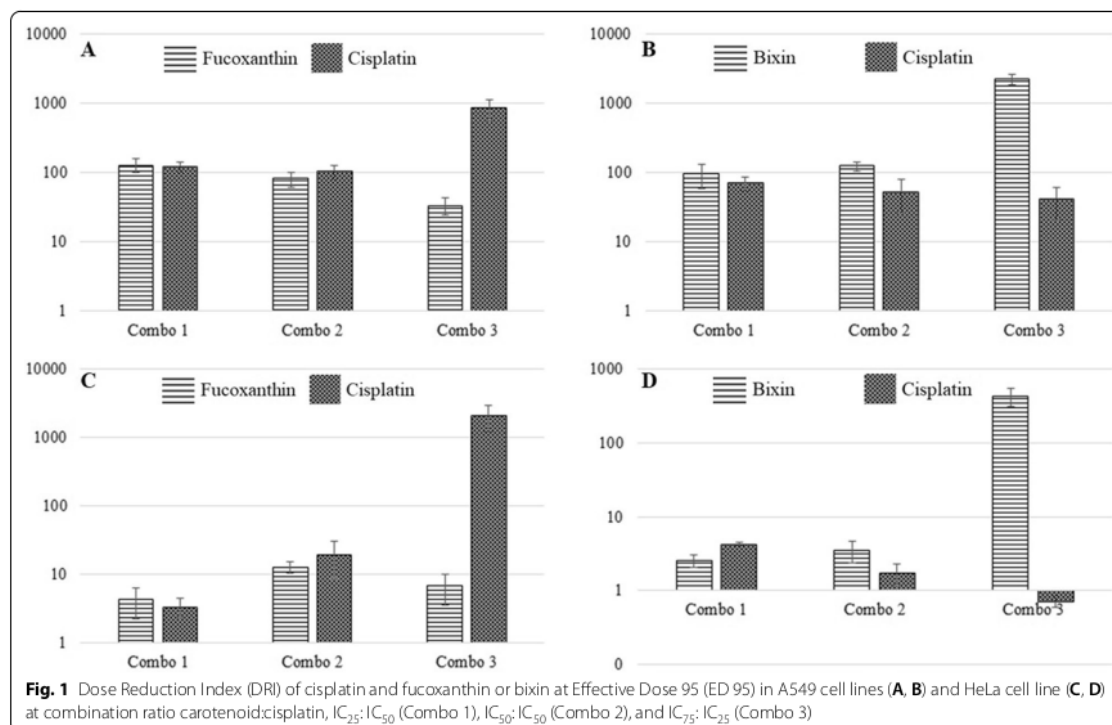 A
Fucoxanthin
Cisplatin
10000
1000
100
10
1
Combo 1
Combo 2
Combo 3
B
Bixin
Cisplatin
10000
1000
100
10
1
Combo 1
Combo 2
Combo 3
C
Fucoxanthin
Cisplatin
10000
1000
100
10
1
Combo 1
Combo 2
Combo 3
D
Bixin
Cisplatin
1000
100
10
1
0
Combo 1
Combo 2
Combo 3
Fig. 1 Dose Reduction Index (DRI) of cisplatin and fucoxanthin or bixin at Effective Dose 95 (ED 95) in A549 cell lines (A, B) and HeLa cell line (C, D)
at combination ratio carotenoid:cisplatin, IC25: IC50 (Combo 1), IC50: IC50 (Combo 2), and IC75: IC25 (Combo 3)